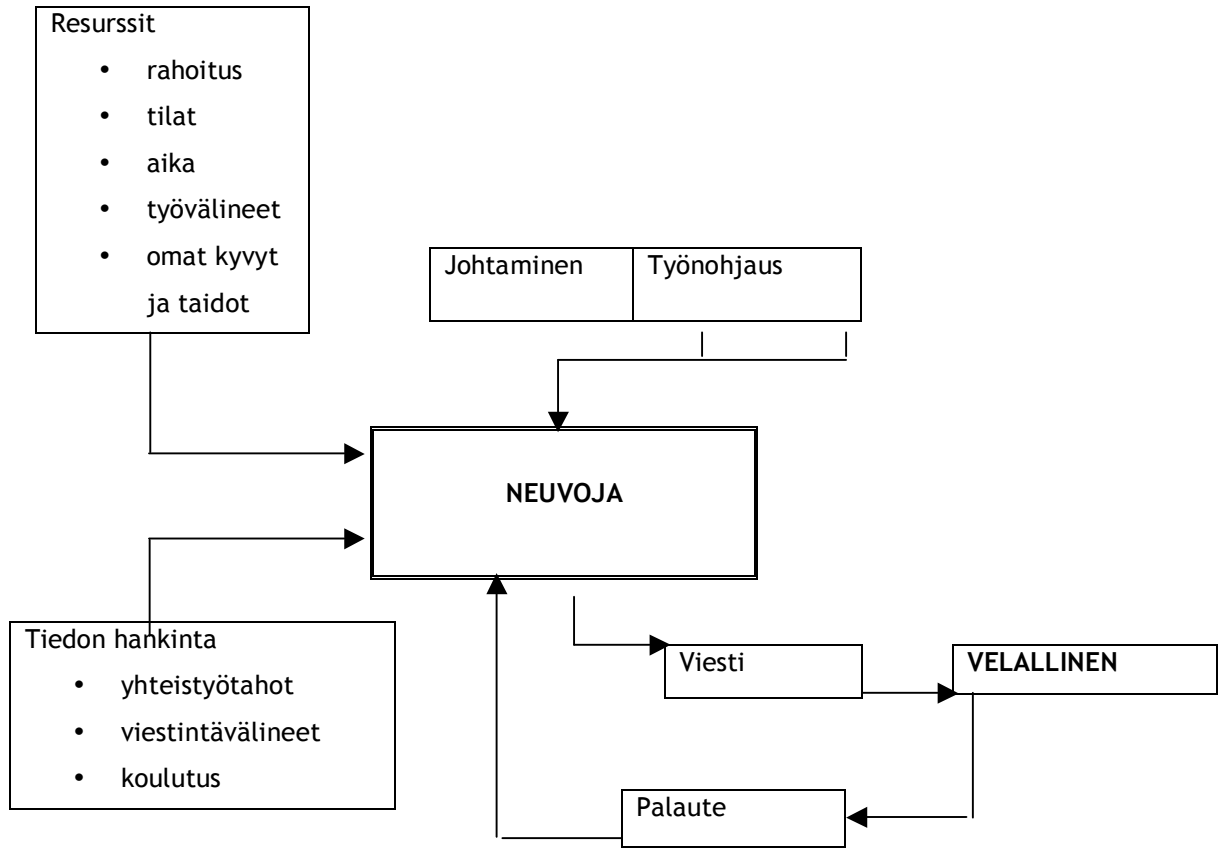 Resurssit
• rahoitus
• tilat
• aika
• työvälineet
• omat kyvyt
ja taidot
Johtaminen
Työnohjaus
NEUVOJA
Tiedon hankinta
• yhteistyötahot
• viestintävälineet
• koulutus
Viesti
VELALLINEN
Palaute